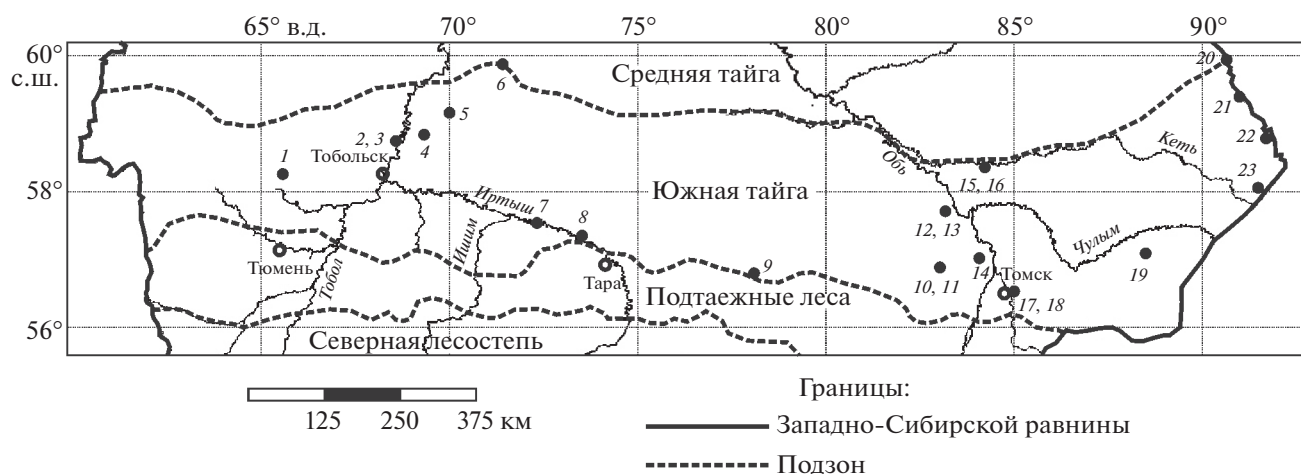 65° в.д. 70° 75° 80° 85° 90°
60°
с.ш.
58°
56°
Средняя тайга
Южная тайга
Подтаежные леса
Северная лесостепь
20
6
21
5
2, 3
4
22
Кеть
1
Тобольск
Обь
15, 16
23
Иртыш
7
12, 13
8
Ишим
Чулым
Тюмень
Тобол
Тара
9
10, 11
14
Томск
19
17, 18
Границы:
125 250 375 км
Западно-Сибирской равнины
Подзон